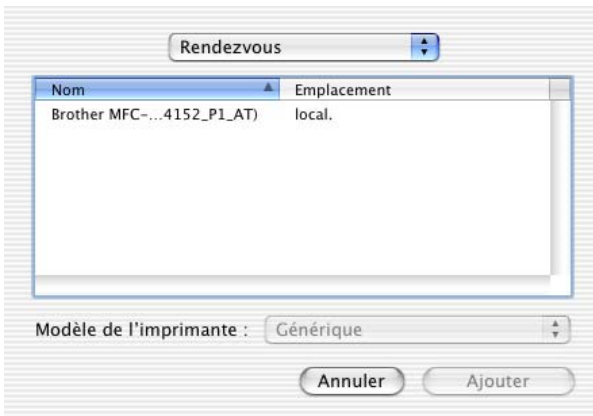 Rendezvous
Nom Emplacement
Brother MFC-...4152_P1_AT) local.
Modèle de l'imprimante : Générique
Annuler Ajouter